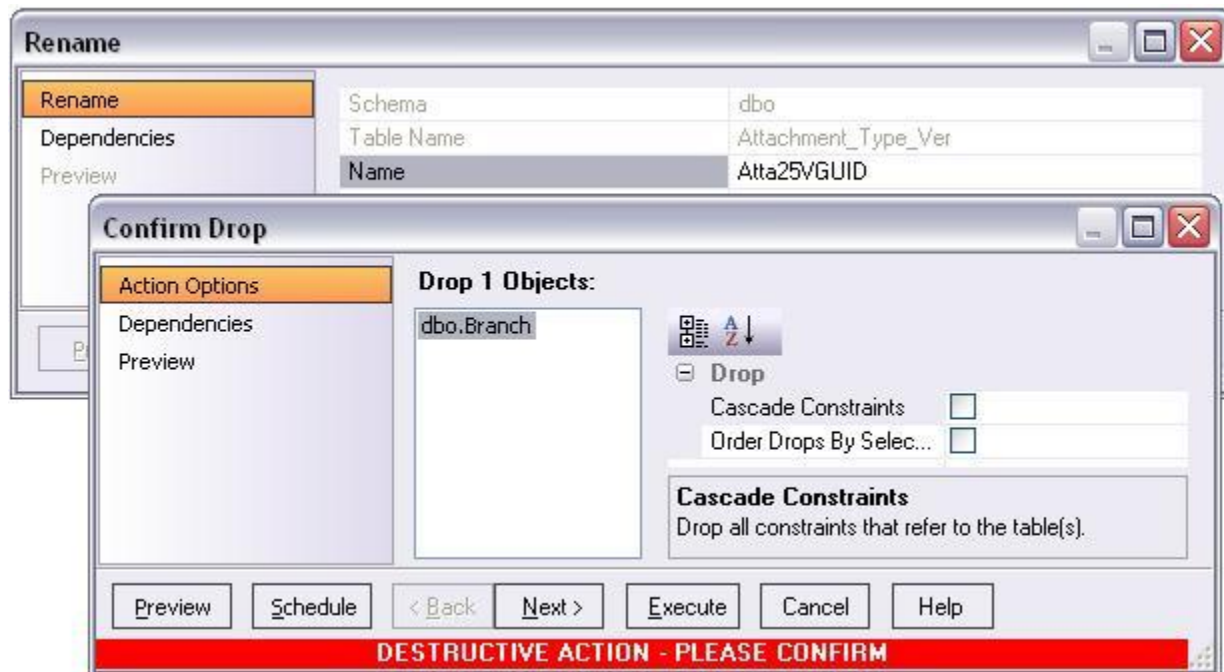 Rename
Rename
Dependencies
Preview
Schema dbo
Table Name Attachment_Type_Ver
Name Atta25VGUID
Confirm Drop
Action Options
Dependencies
Preview
Drop 1 Objects:
dbo.Branch
Drop
Cascade Constraints
Order Drops By Selec...
Cascade Constraints
Drop all constraints that refer to the table(s).
Preview Schedule < Back Next > Execute Cancel Help
DESTRUCTIVE ACTION - PLEASE CONFIRM